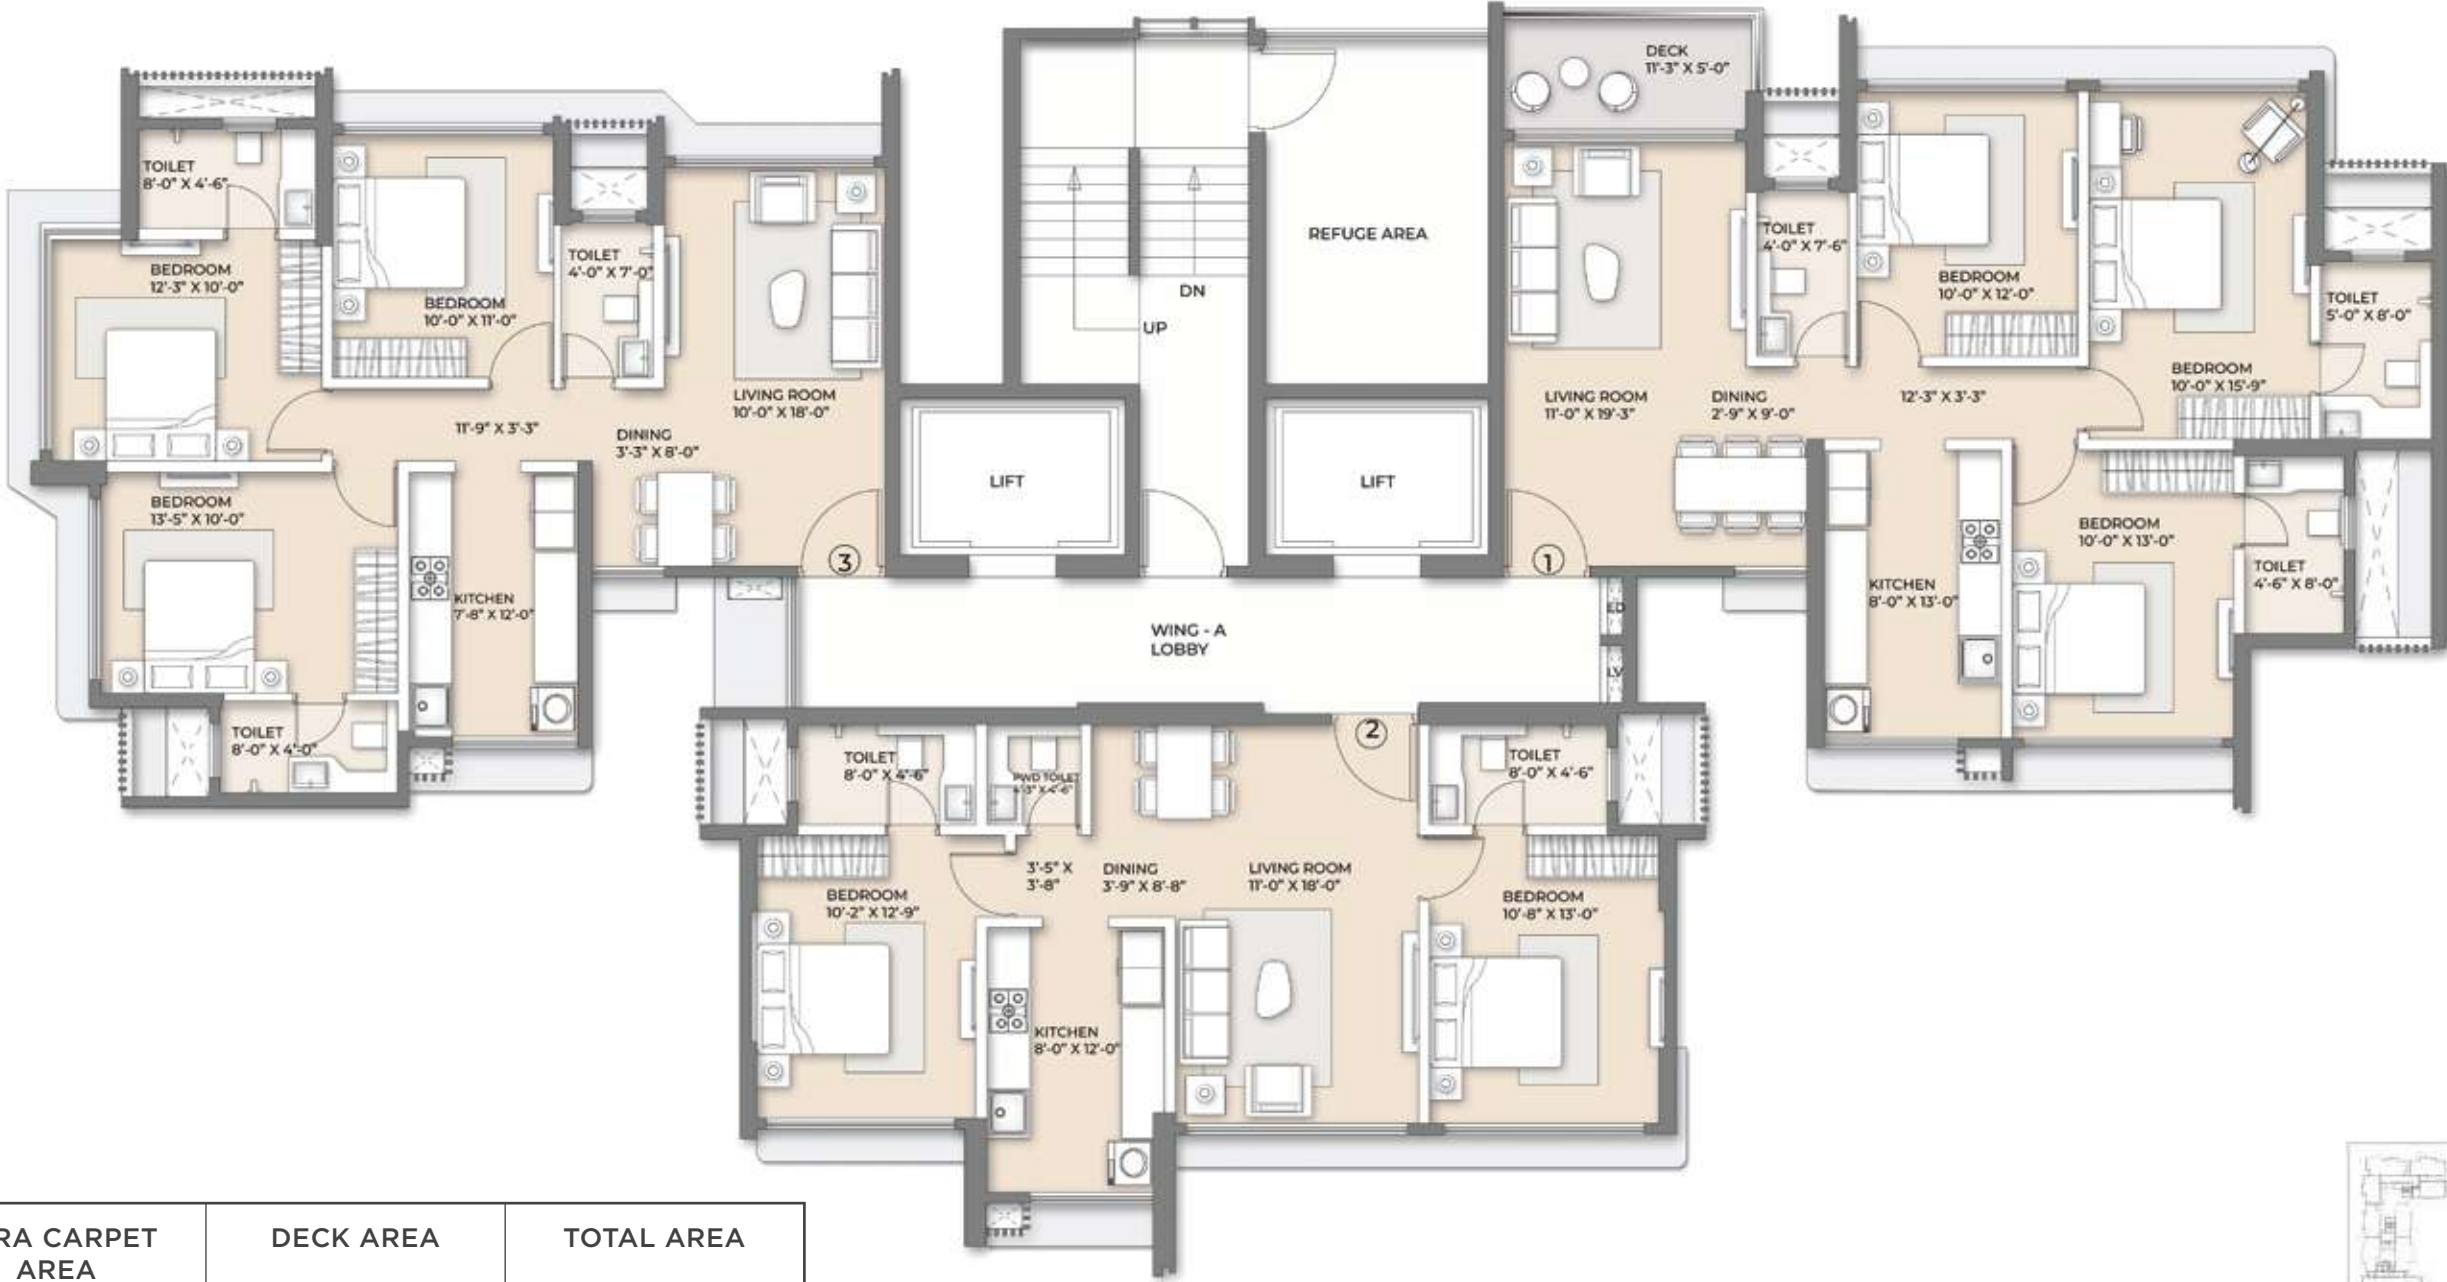 DECK
11'-3" X 5'-0"
TOILET
8'-0" X 4'-6"
BEDROOM
12'-3" X 10'-0"
BEDROOM
10'-0" X 11'-0"
TOILET
4'-0" X 7'-0"
LIVING ROOM
10'-0" X 18'-0"
11'-9" X 3'-3"
DINING
3'-3" X 8'-0"
BEDROOM
13'-5" X 10'-0"
KITCHEN
7'-8" X 12'-0"
TOILET
8'-0" X 4'-0"
3
REFUGE AREA
DN
UP
LIFT
LIFT
WING - A
LOBBY
ED
LV
1
TOILET
4'-0" X 7'-6"
BEDROOM
10'-0" X 12'-0"
TOILET
5'-0" X 8'-0"
BEDROOM
10'-0" X 15'-9"
LIVING ROOM
11'-0" X 19'-3"
DINING
2'-9" X 9'-0"
12'-3" X 3'-3"
BEDROOM
10'-0" X 13'-0"
TOILET
4'-6" X 8'-0"
KITCHEN
8'-0" X 13'-0"
2
TOILET
8'-0" X 4'-6"
PWD TOILET
4'-3" X 4'-6"
TOILET
8'-0" X 4'-6"
3'-5" X
3'-8"
DINING
3'-9" X 8'-8"
LIVING ROOM
11'-0" X 18'-0"
BEDROOM
10'-2" X 12'-9"
BEDROOM
10'-8" X 13'-0"
KITCHEN
8'-0" X 12'-0"
RA CARPET
AREA
DECK AREA
TOTAL AREA